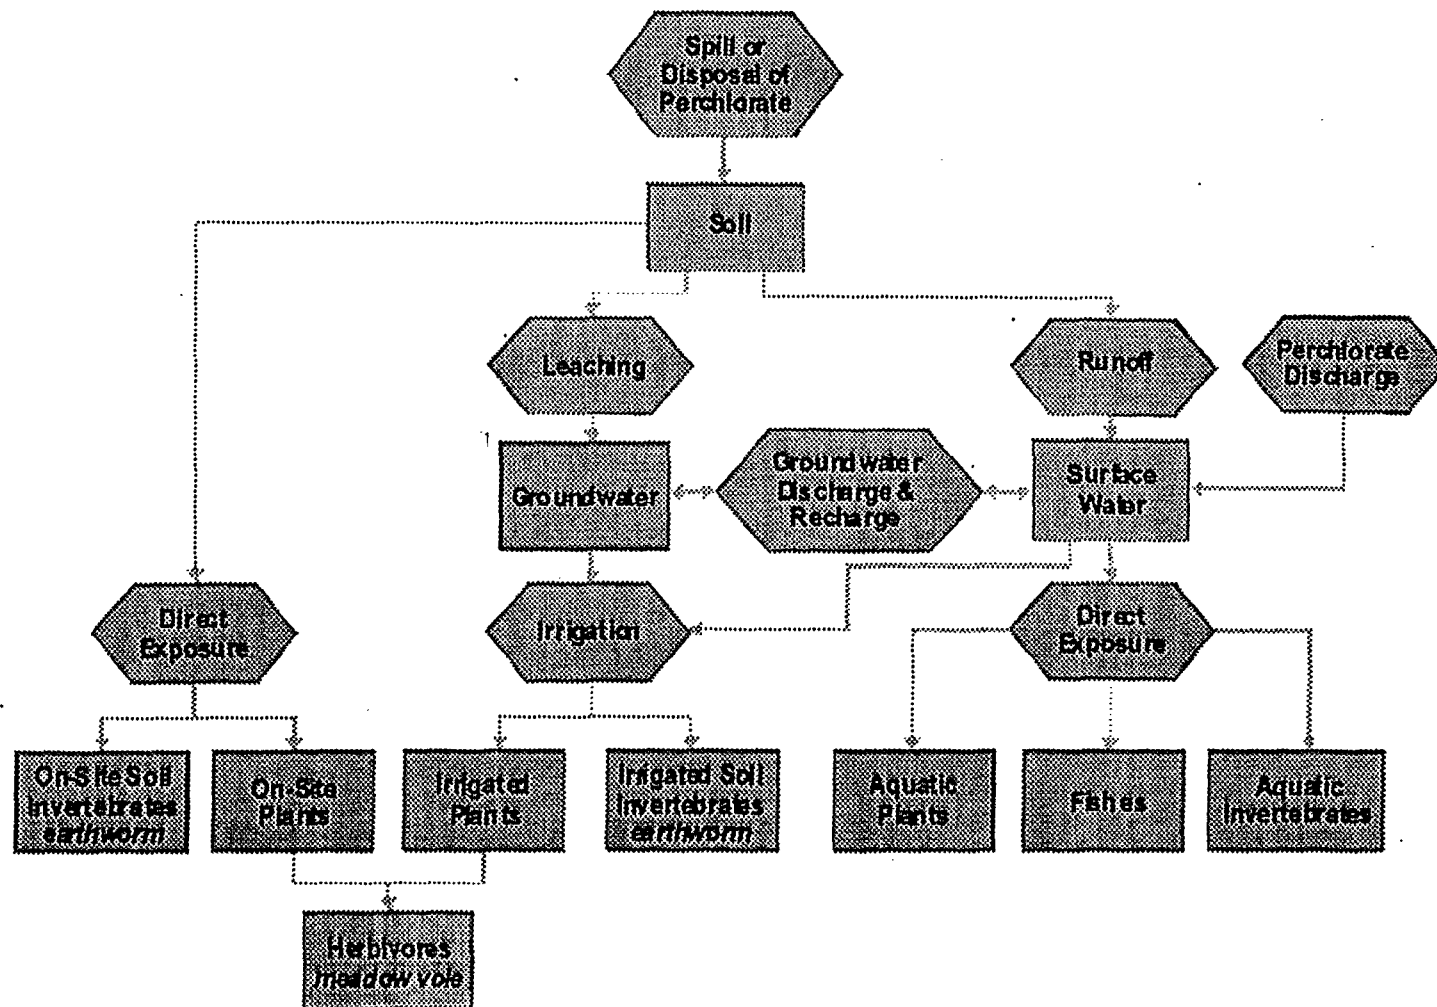 Spill or
Disposal of
Perchlorate
Soil
Leaching
Runoff
Perchlorate
Discharge
Groundwater
Groundwater
Discharge &
Recharge
Surface
Water
Direct
Exposure
Irrigation
Direct
Exposure
On-Site Soil
Invertebrates
earthworm
On-Site
Plants
Irrigated
Plants
Irrigated Soil
Invertebrates
earthworm
Aquatic
Plants
Fishes
Aquatic
Invertebrates
Herbivores
meadow vole